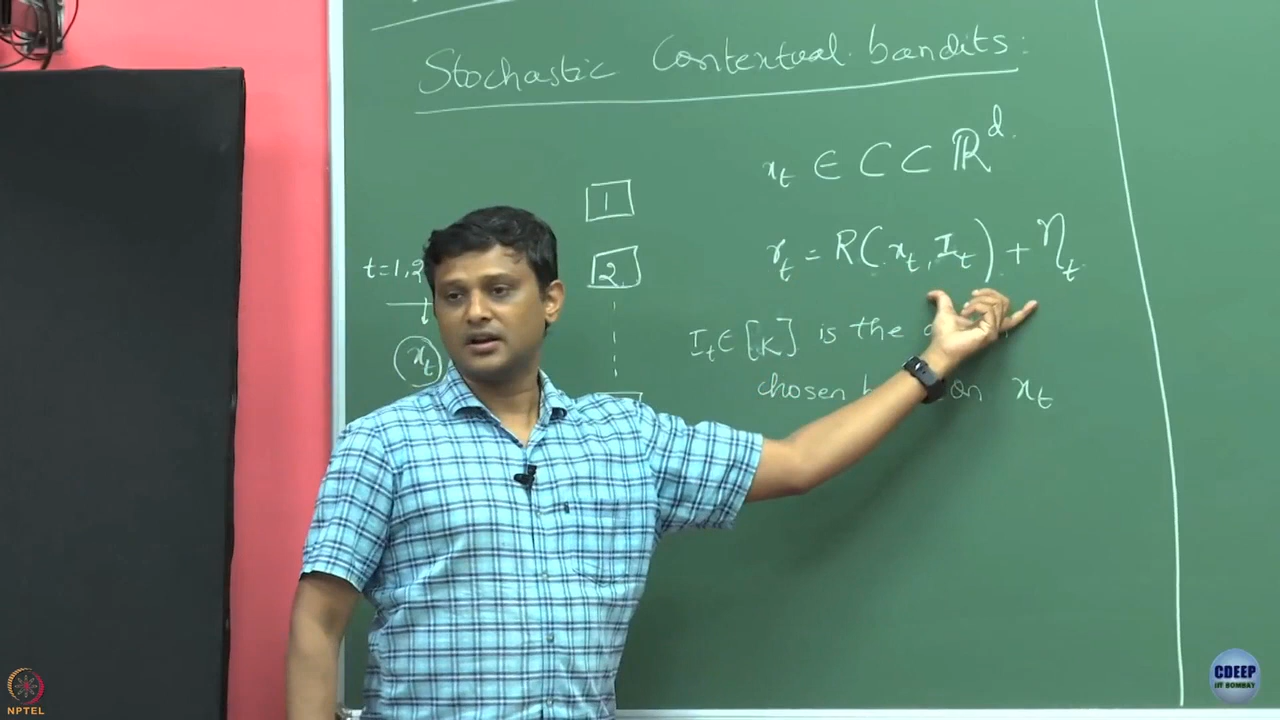 Stochastic Contextual bandits:
x_t ∈ C ⊂ ℝ^d.
1
t=1,2
2
r_t = R(x_t, I_t) + η_t
x_t
I_t ∈ [K] is the
chosen on x_t
NPTEL
CDEEP
IIT BOMBAY